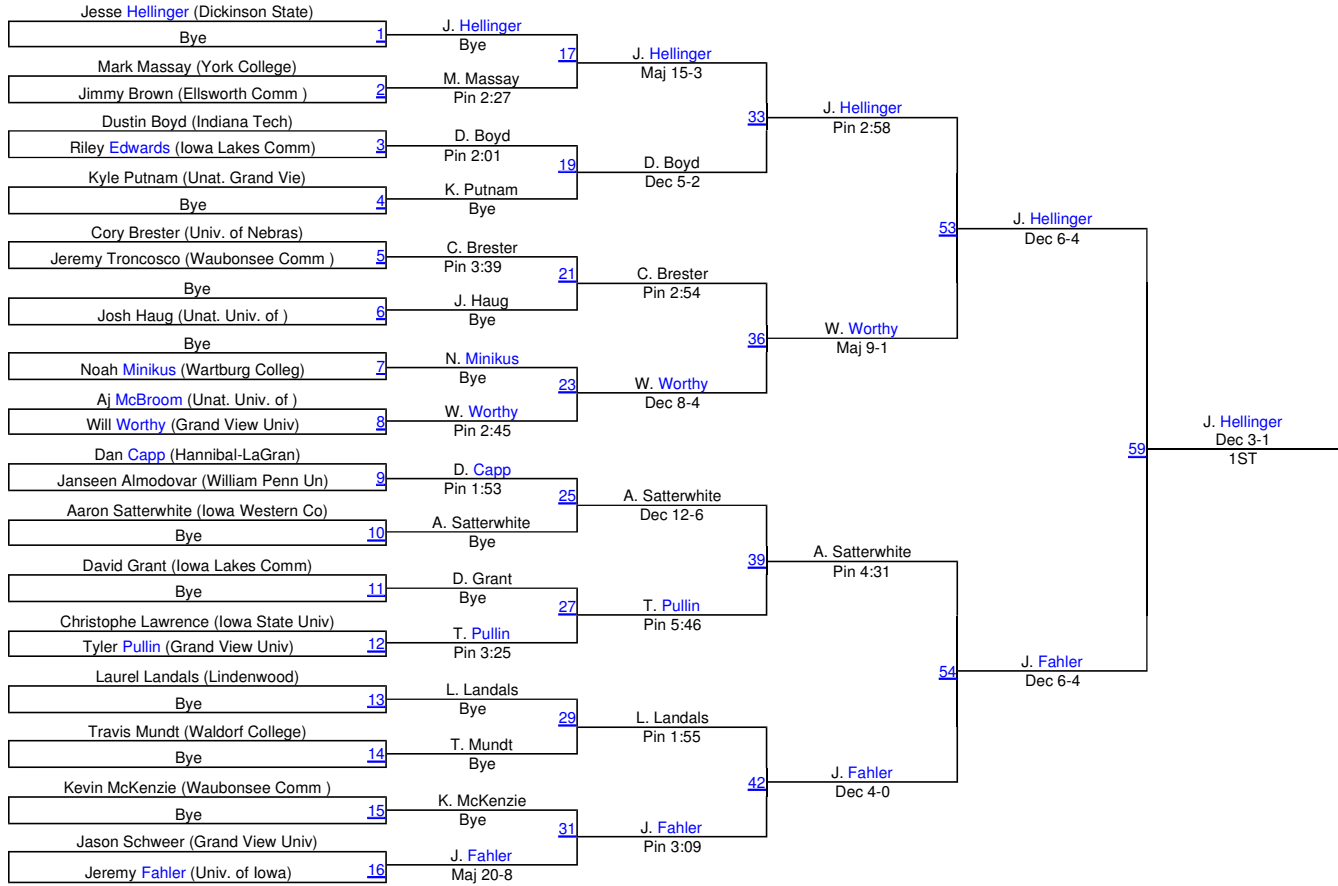 Jesse Hellinger (Dickinson State)
Bye
1
Mark Massay (York College)
Jimmy Brown (Ellsworth Comm )
2
Dustin Boyd (Indiana Tech)
Riley Edwards (Iowa Lakes Comm)
3
Kyle Putnam (Unat. Grand Vie)
Bye
4
Cory Brester (Univ. of Nebras)
Jeremy Troncosco (Waubonsee Comm )
5
Bye
Josh Haug (Unat. Univ. of )
6
Bye
Noah Minikus (Wartburg Colleg)
7
Aj McBroom (Unat. Univ. of )
Will Worthy (Grand View Univ)
8
Dan Capp (Hannibal-LaGran)
Janseen Almodovar (William Penn Un)
9
Aaron Satterwhite (Iowa Western Co)
Bye
10
David Grant (Iowa Lakes Comm)
Bye
11
Christophe Lawrence (Iowa State Univ)
Tyler Pullin (Grand View Univ)
12
Laurel Landals (Lindenwood)
Bye
13
Travis Mundt (Waldorf College)
Bye
14
Kevin McKenzie (Waubonsee Comm )
Bye
15
Jason Schweer (Grand View Univ)
Jeremy Fahler (Univ. of Iowa)
16
J. Hellinger
Bye
17
M. Massay
Pin 2:27
D. Boyd
Pin 2:01
19
K. Putnam
Bye
C. Brester
Pin 3:39
21
J. Haug
Bye
N. Minikus
Bye
23
W. Worthy
Pin 2:45
D. Capp
Pin 1:53
25
A. Satterwhite
Bye
D. Grant
Bye
27
T. Pullin
Pin 3:25
L. Landals
Bye
29
T. Mundt
Bye
K. McKenzie
Bye
31
J. Fahler
Maj 20-8
J. Hellinger
Maj 15-3
33
D. Boyd
Dec 5-2
C. Brester
Pin 2:54
36
W. Worthy
Dec 8-4
A. Satterwhite
Dec 12-6
39
T. Pullin
Pin 5:46
L. Landals
Pin 1:55
42
J. Fahler
Pin 3:09
J. Hellinger
Pin 2:58
53
W. Worthy
Maj 9-1
A. Satterwhite
Pin 4:31
54
J. Fahler
Dec 4-0
J. Hellinger
Dec 6-4
59
J. Fahler
Dec 6-4
J. Hellinger
Dec 3-1
1ST